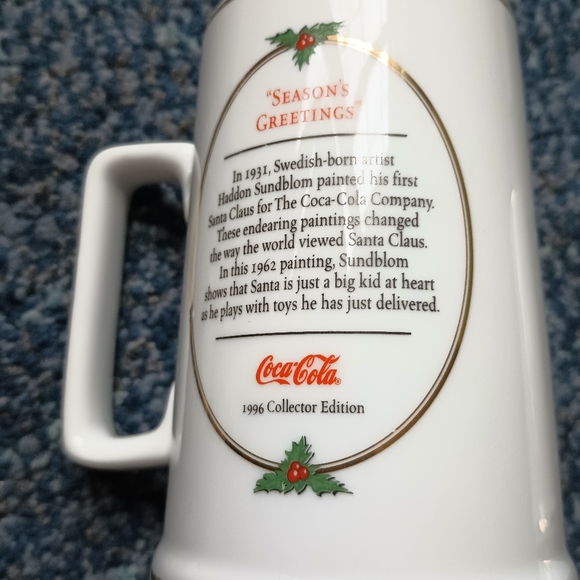 "SEASON'S
GREETINGS"
In 1931, Swedish-born artist
Haddon Sundblom painted his first
Santa Claus for The Coca-Cola Company.
These endearing paintings changed
the way the world viewed Santa Claus.
In this 1962 painting, Sundblom
shows that Santa is just a big kid at heart
as he plays with toys he has just delivered.
Coca-Cola®
1996 Collector Edition